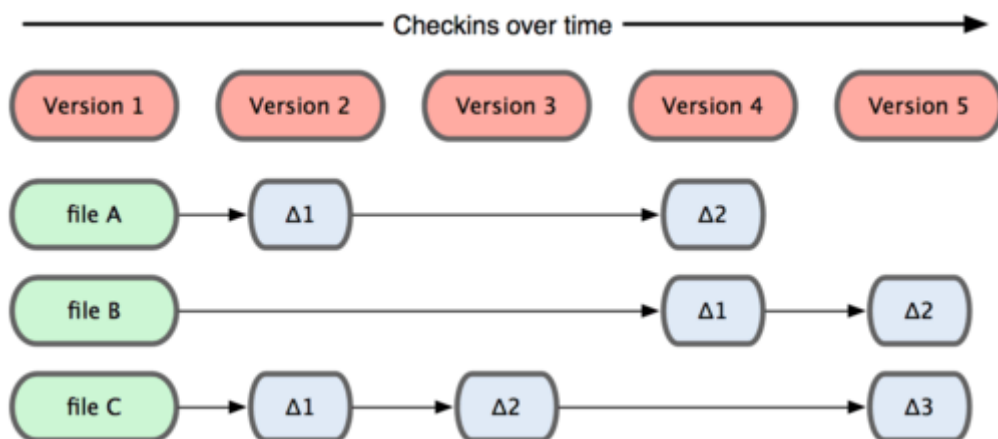 Checkins over time
Version 1 Version 2 Version 3 Version 4 Version 5
file A Δ1 Δ2
file B Δ1 Δ2
file C Δ1 Δ2 Δ3